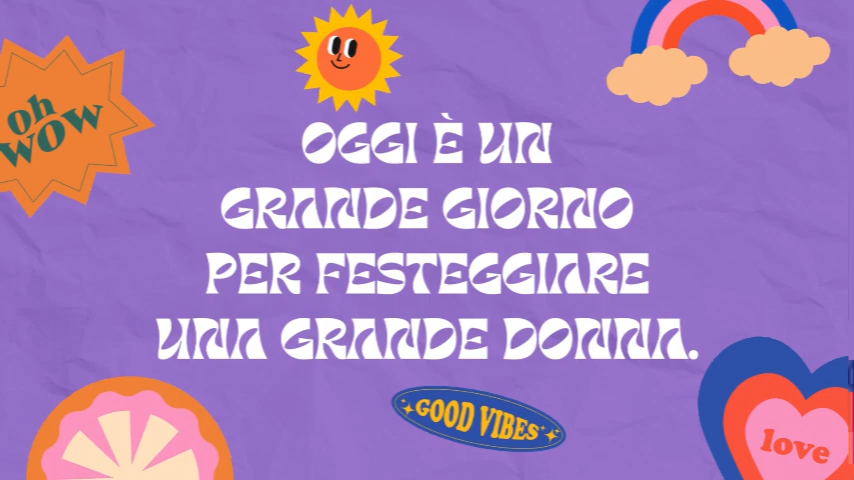 oh
wow
OGGI È UN
GRANDE GIORNO
PER FESTEGGIARE
UNA GRANDE DONNA.
GOOD VIBES
love